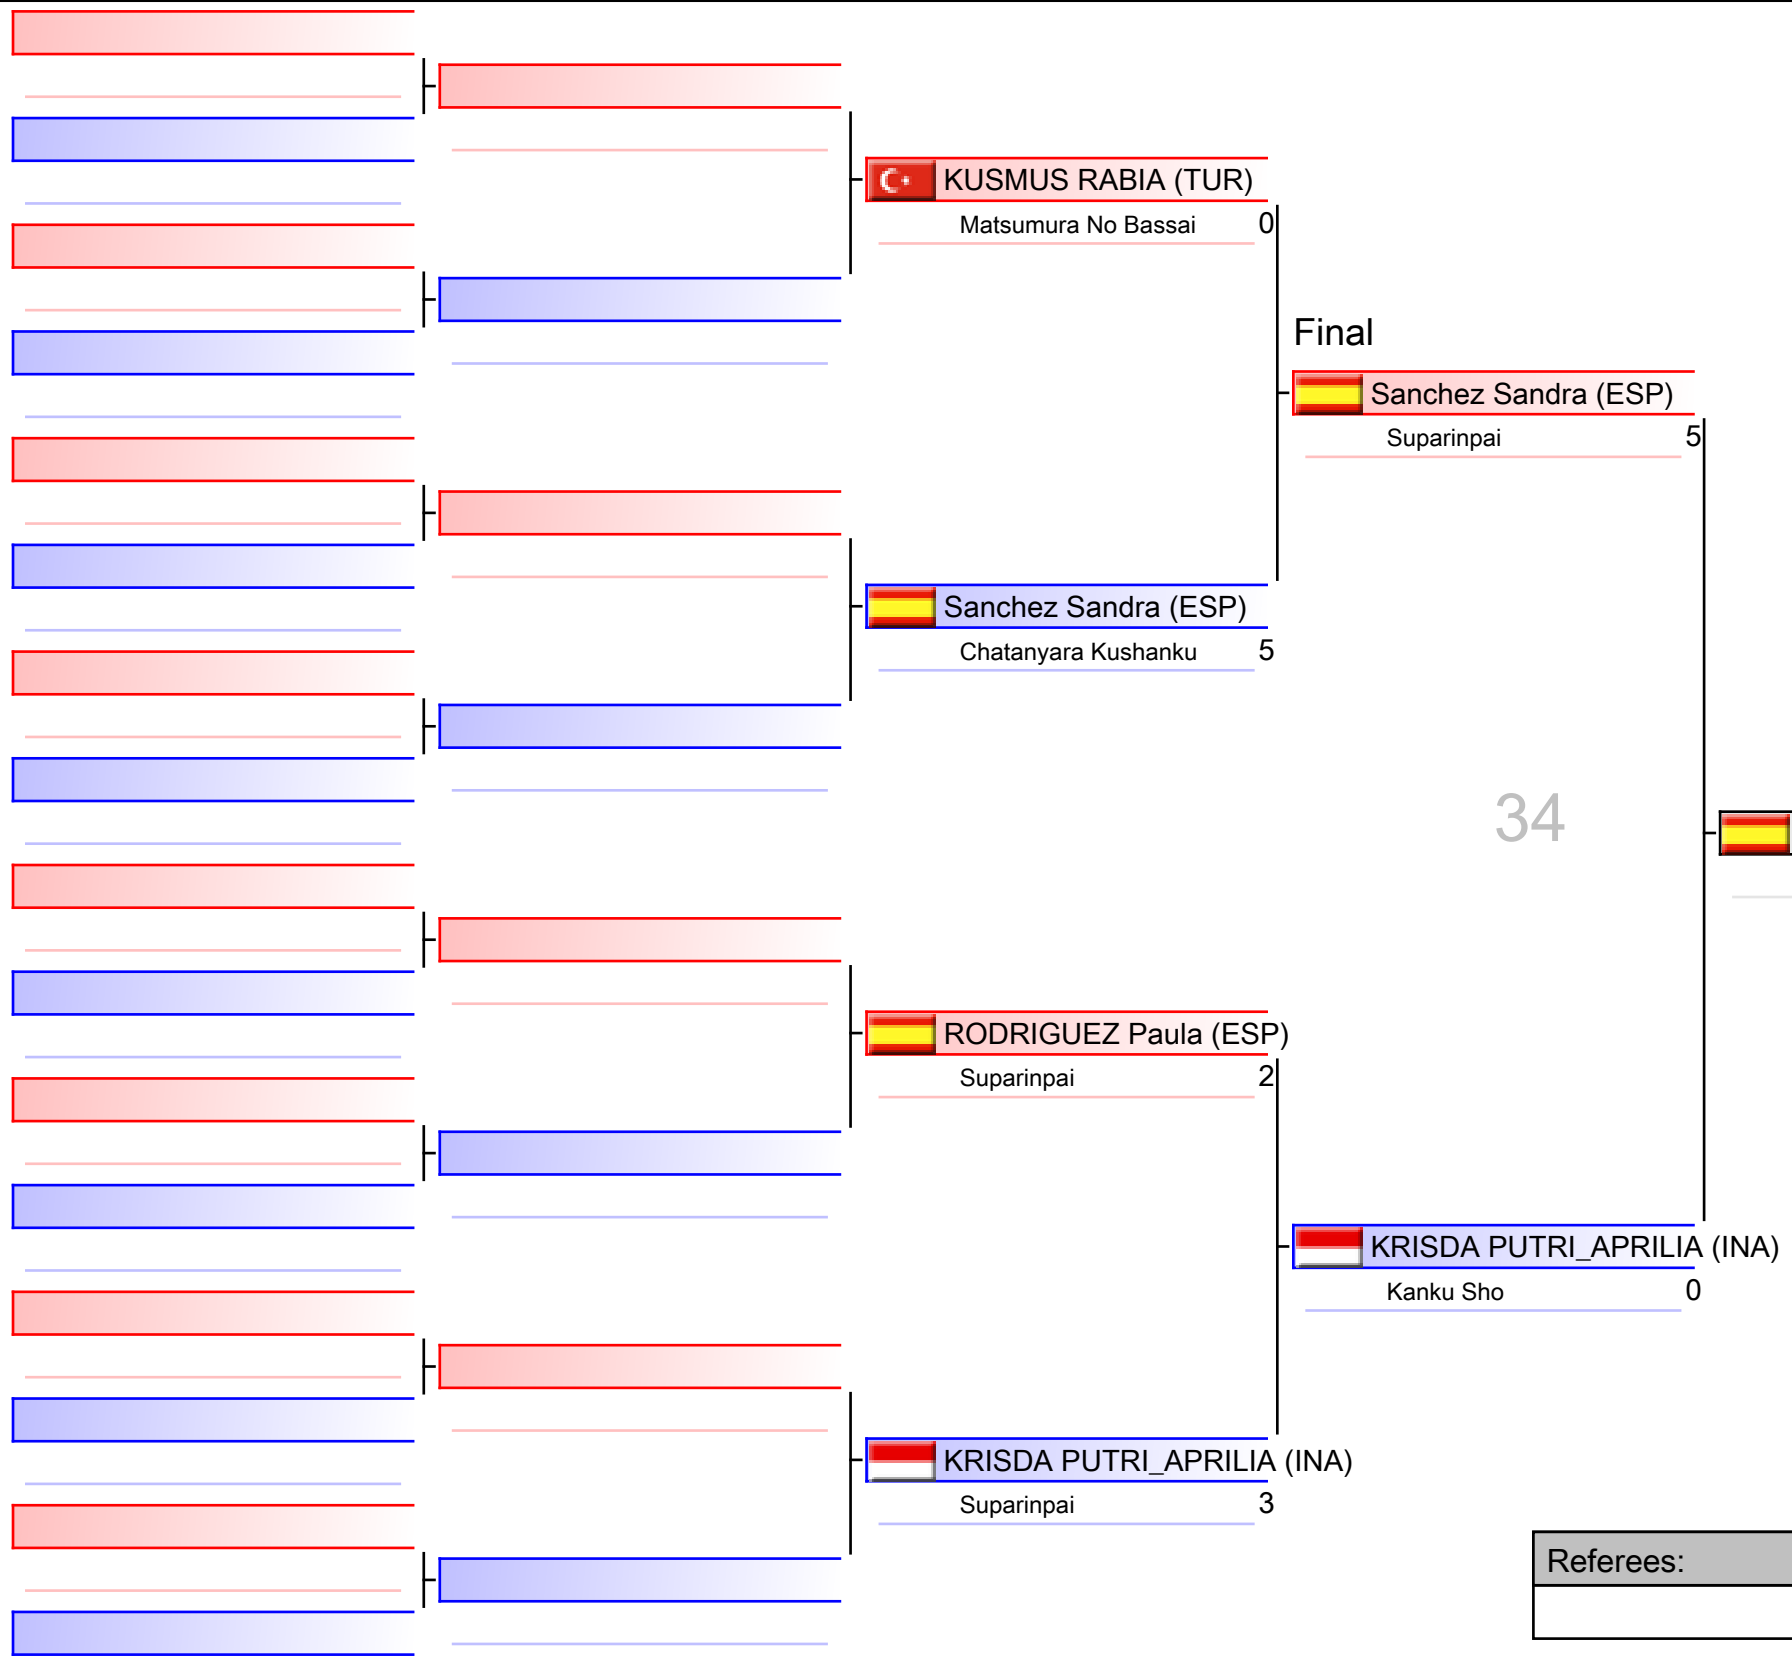 KUSMUS RABIA (TUR)
Matsumura No Bassai 0
Final
Sanchez Sandra (ESP)
Suparinpai 5
Sanchez Sandra (ESP)
Chatanyara Kushanku 5
34
RODRIGUEZ Paula (ESP)
Suparinpai 2
KRISDA PUTRI_APRILIA (INA)
Kanku Sho 0
KRISDA PUTRI_APRILIA (INA)
Suparinpai 3
Referees: